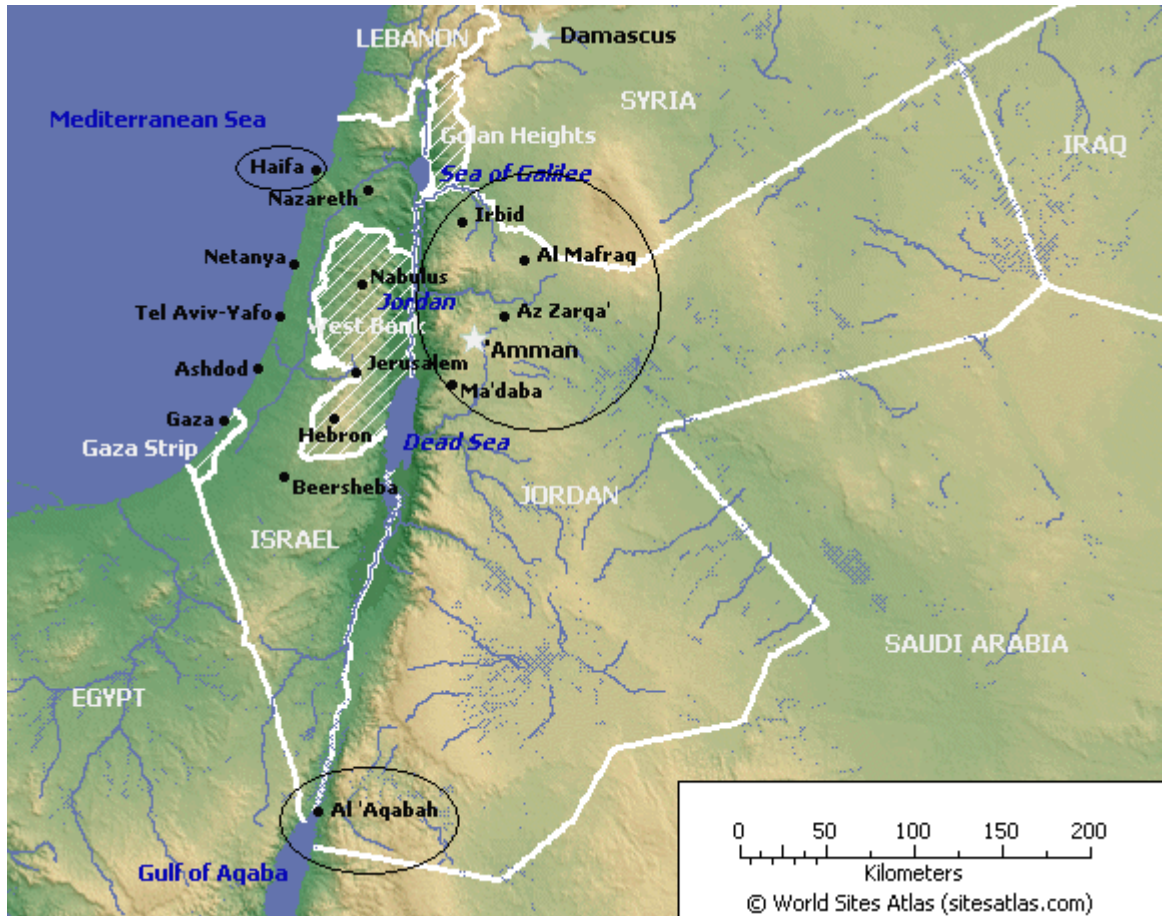 LEBANON
Damascus
SYRIA
Mediterranean Sea
Golan Heights
IRAQ
Haifa
Sea of Galilee
Nazareth
Irbid
Netanya
Al Mafraq
Nabulus
Jordan
Tel Aviv-Yafo
Az Zarqa'
West Bank
'Amman
Ashdod
Jerusalem
Ma'daba
Gaza
Hebron
Dead Sea
Gaza Strip
Beersheba
JORDAN
ISRAEL
SAUDI ARABIA
EGYPT
Al 'Aqabah
Gulf of Aqaba
0 50 100 150 200
Kilometers
© World Sites Atlas (sitesatlas.com)